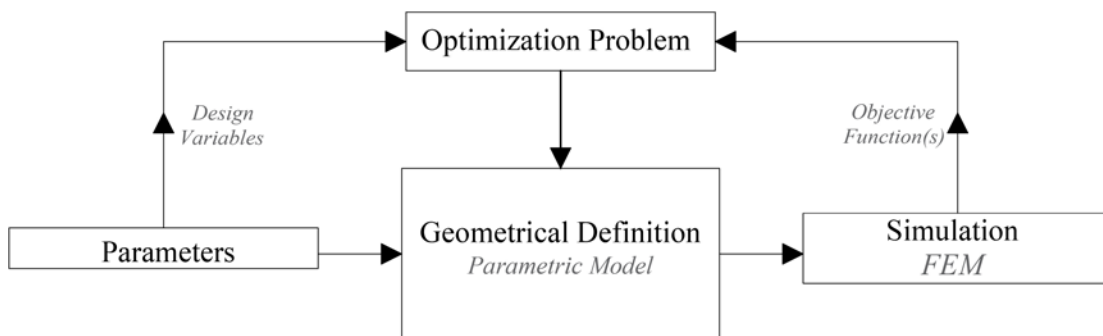 Optimization Problem
Design
Variables
Objective
Function(s)
Parameters
Geometrical Definition
Parametric Model
Simulation
FEM